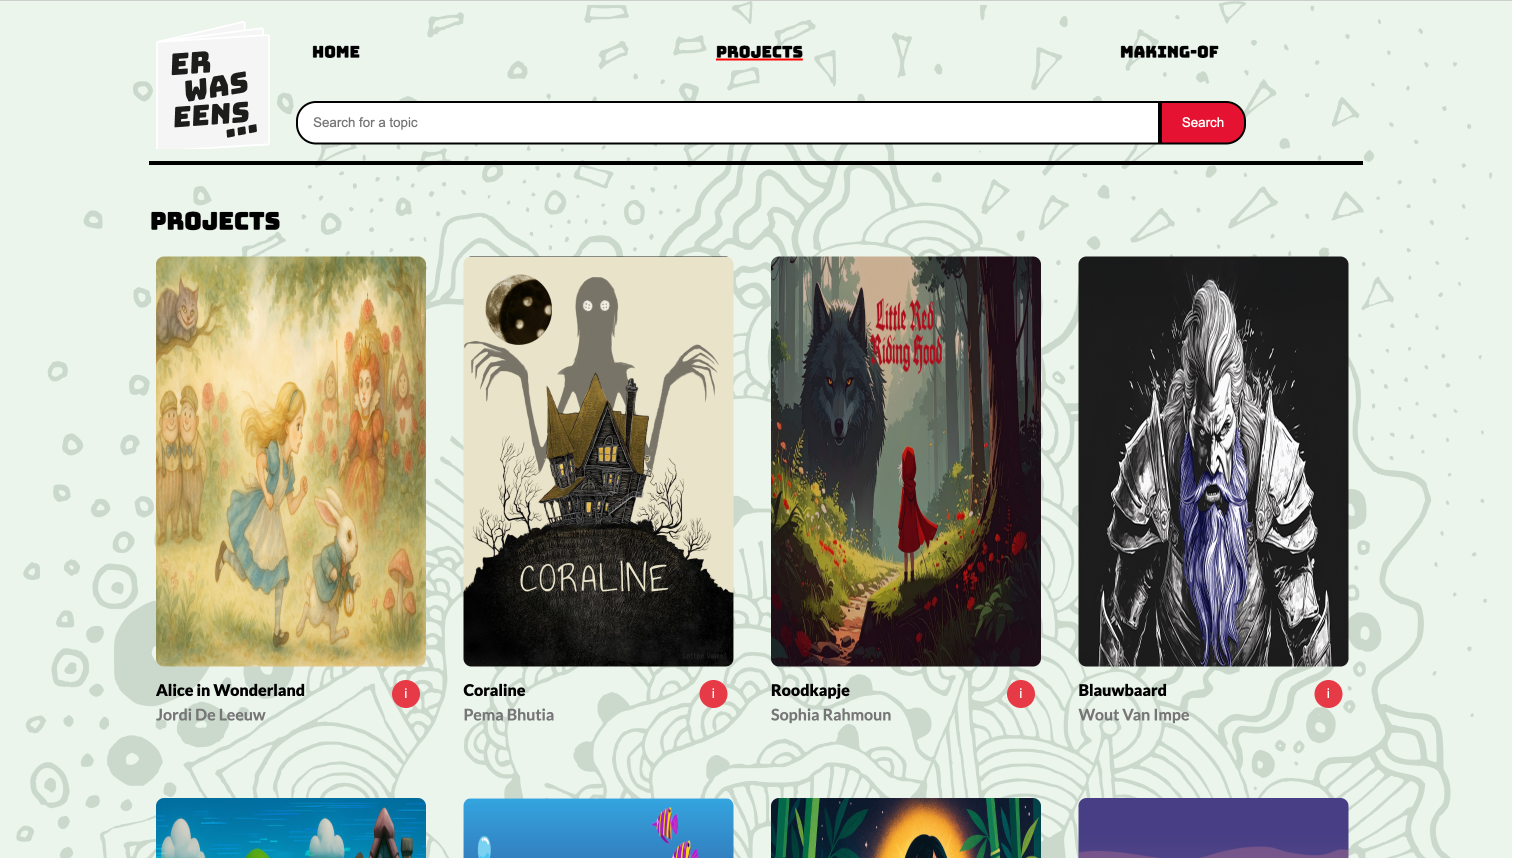 ER
WAS
EENS
...
HOME
PROJECTS
MAKING-OF
Search for a topic
Search
PROJECTS
CORALINE
Little Red
Riding Hood
Alice in Wonderland
i
Jordi De Leeuw
Coraline
i
Pema Bhutia
Roodkapje
i
Sophia Rahmoun
Blauwbaard
i
Wout Van Impe